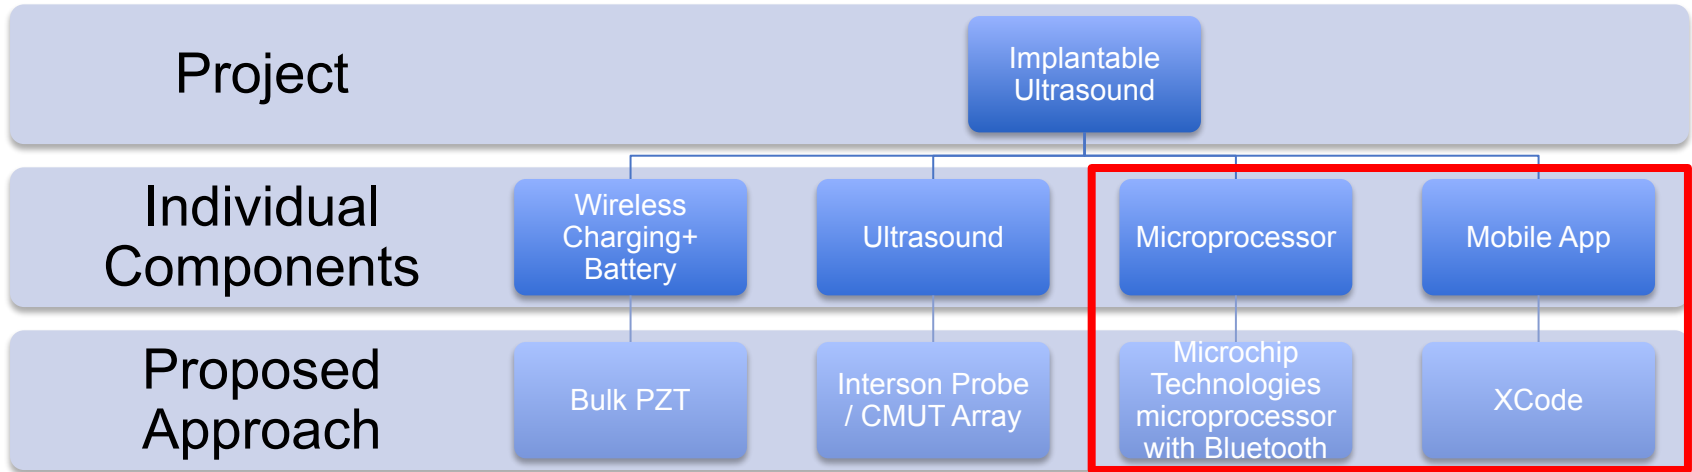 Project
Implantable
Ultrasound
Individual
Components
Wireless
Charging+
Battery
Ultrasound
Microprocessor
Mobile App
Proposed
Approach
Bulk PZT
Interson Probe
/ CMUT Array
Microchip
Technologies
microprocessor
with Bluetooth
XCode